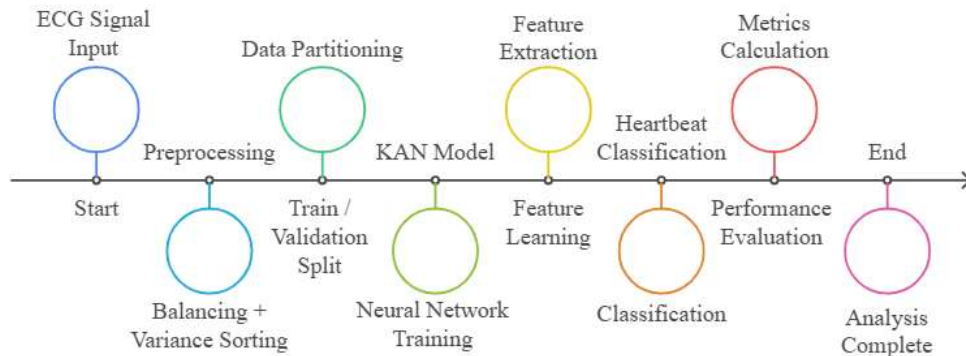 ECG Signal
Input
Start
Preprocessing
Balancing +
Variance Sorting
Data Partitioning
Train /
Validation
Split
KAN Model
Neural Network
Training
Feature
Extraction
Feature
Learning
Heartbeat
Classification
Classification
Metrics
Calculation
Performance
Evaluation
End
Analysis
Complete